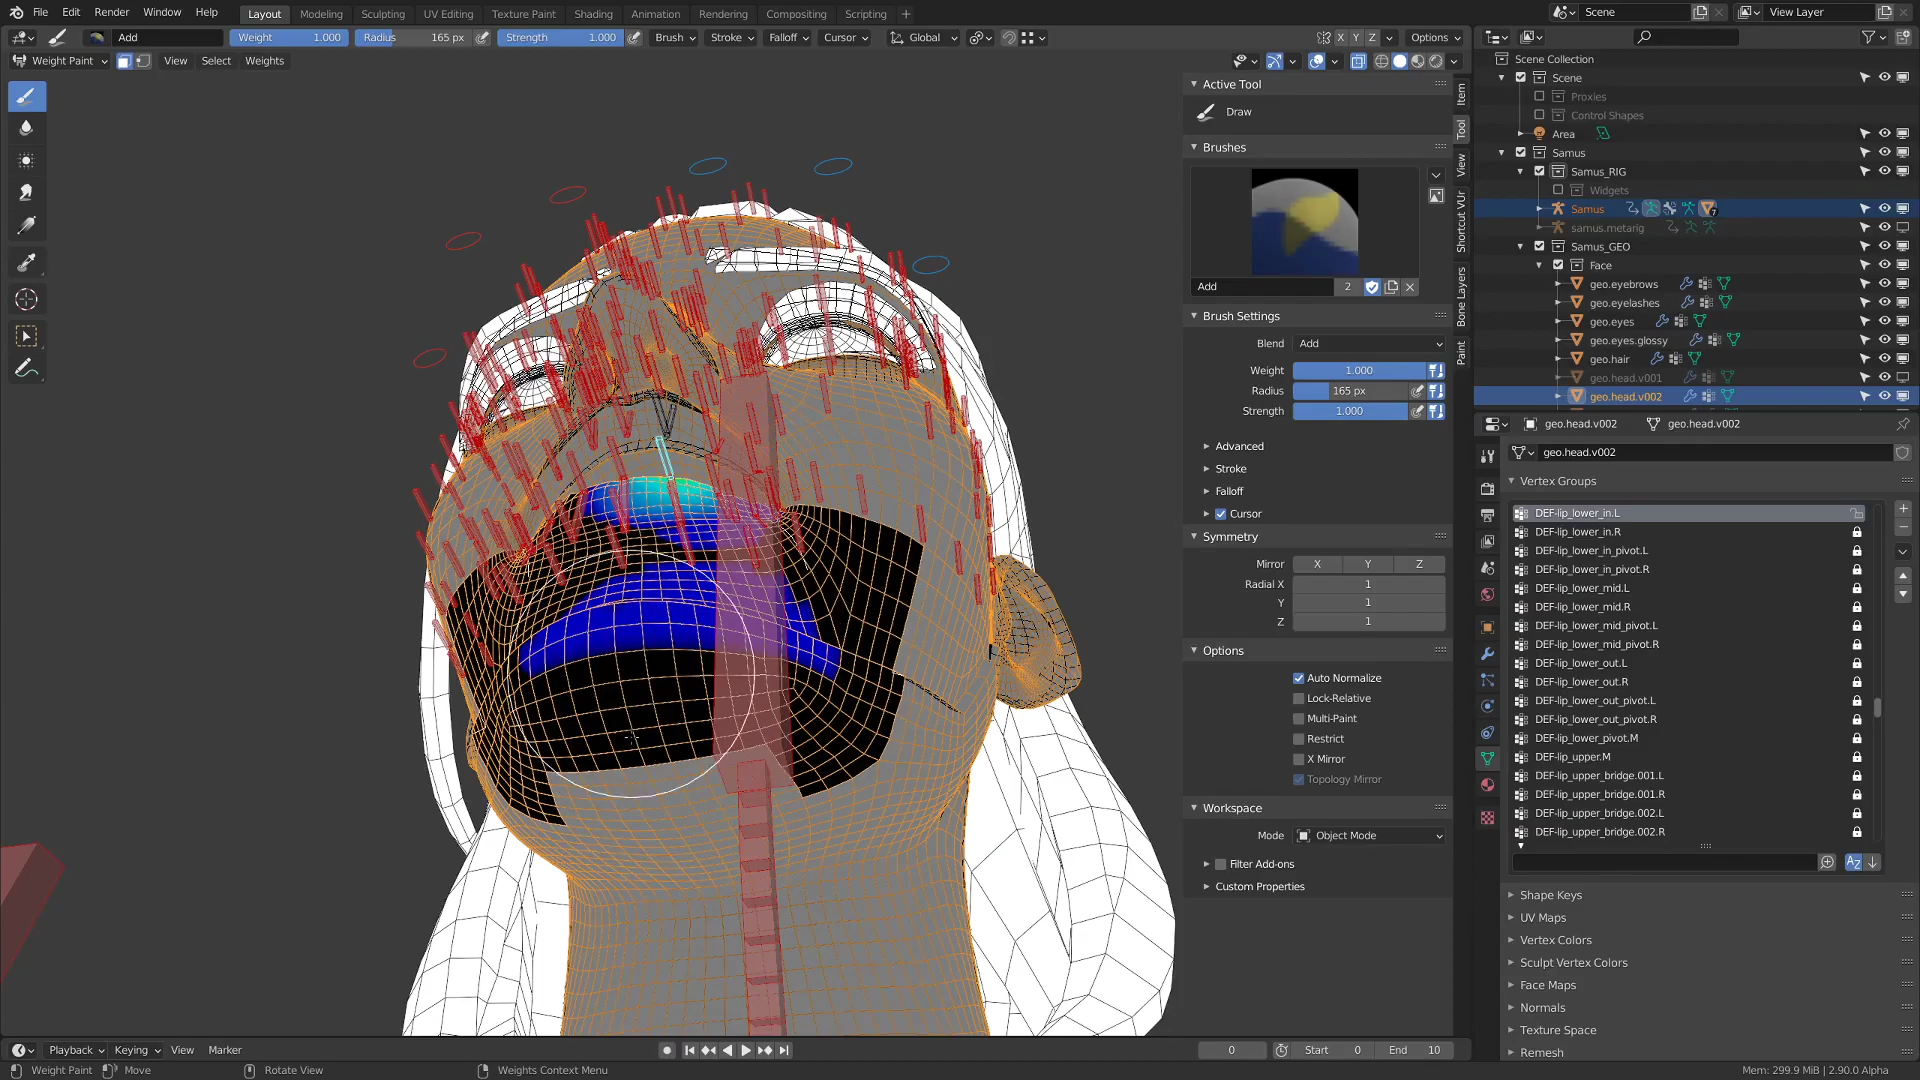 File Edit Render Window Help Layout Modeling Sculpting UV Editing Texture Paint Shading Animation Rendering Compositing Scripting + Scene View Layer
Add Weight 1.000 Radius 165 px Strength 1.000 Brush Stroke Falloff Cursor Global X Y Z Options
Weight Paint View Select Weights
Active Tool
Draw
Brushes
Add 2
Brush Settings
Blend Add
Weight 1.000
Radius 165 px
Strength 1.000
Advanced
Stroke
Falloff
Cursor
Symmetry
Mirror X Y Z
Radial X 1
Y 1
Z 1
Options
Auto Normalize
Lock-Relative
Multi-Paint
Restrict
X Mirror
Topology Mirror
Workspace
Mode Object Mode
Filter Add-ons
Custom Properties
Item
Tool
View
Shortcut VUr
Bone Layers
Paint
Scene Collection
Scene
Proxies
Control Shapes
Area
Samus
Samus_RIG
Widgets
Samus 7
samus.metarig
Samus_GEO
Face
geo.eyebrows
geo.eyelashes
geo.eyes
geo.eyes.glossy
geo.hair
geo.head.v001
geo.head.v002
geo.head.v002 geo.head.v002
geo.head.v002
Vertex Groups
DEF-lip_lower_in.L
DEF-lip_lower_in.R
DEF-lip_lower_in_pivot.L
DEF-lip_lower_in_pivot.R
DEF-lip_lower_mid.L
DEF-lip_lower_mid.R
DEF-lip_lower_mid_pivot.L
DEF-lip_lower_mid_pivot.R
DEF-lip_lower_out.L
DEF-lip_lower_out.R
DEF-lip_lower_out_pivot.L
DEF-lip_lower_out_pivot.R
DEF-lip_lower_pivot.M
DEF-lip_upper.M
DEF-lip_upper_bridge.001.L
DEF-lip_upper_bridge.001.R
DEF-lip_upper_bridge.002.L
DEF-lip_upper_bridge.002.R
AZ
Shape Keys
UV Maps
Vertex Colors
Sculpt Vertex Colors
Face Maps
Normals
Texture Space
Remesh
Playback Keying View Marker 0 Start 0 End 10
Weight Paint Move Rotate View Weights Context Menu Mem: 299.9 MiB | 2.90.0 Alpha